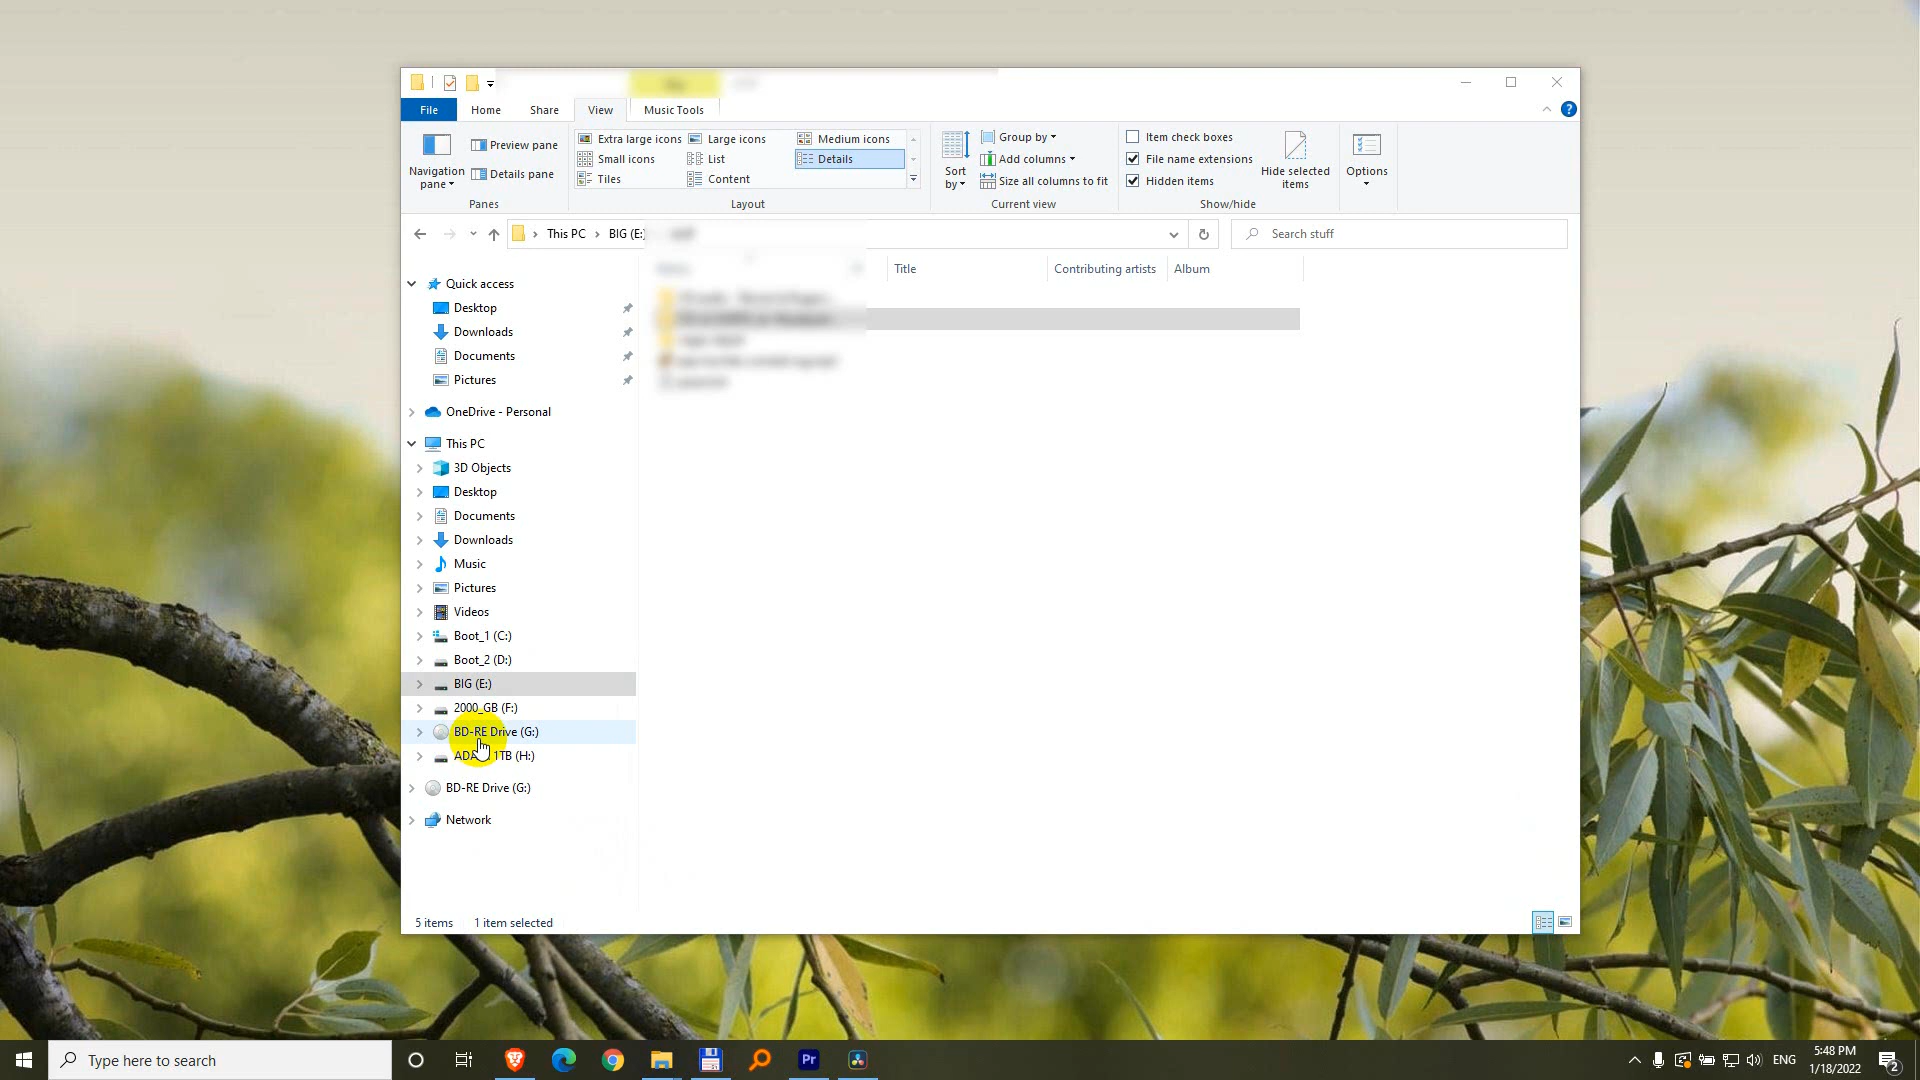 File Home Share View Music Tools
Navigation pane
Preview pane
Details pane
Panes
Extra large icons Large icons Medium icons
Small icons List Details
Tiles Content
Layout
Sort by
Group by
Add columns
Size all columns to fit
Current view
Item check boxes
File name extensions
Hidden items
Hide selected items
Show/hide
Options
This PC BIG (E:)
Search stuff
Title Contributing artists Album
Quick access
Desktop
Downloads
Documents
Pictures
OneDrive - Personal
This PC
3D Objects
Desktop
Documents
Downloads
Music
Pictures
Videos
Boot_1 (C:)
Boot_2 (D:)
BIG (E:)
2000_GB (F:)
BD-RE Drive (G:)
1TB (H:)
BD-RE Drive (G:)
Network
5 items 1 item selected
Type here to search
Pr
ENG
5:48 PM
1/18/2022
2